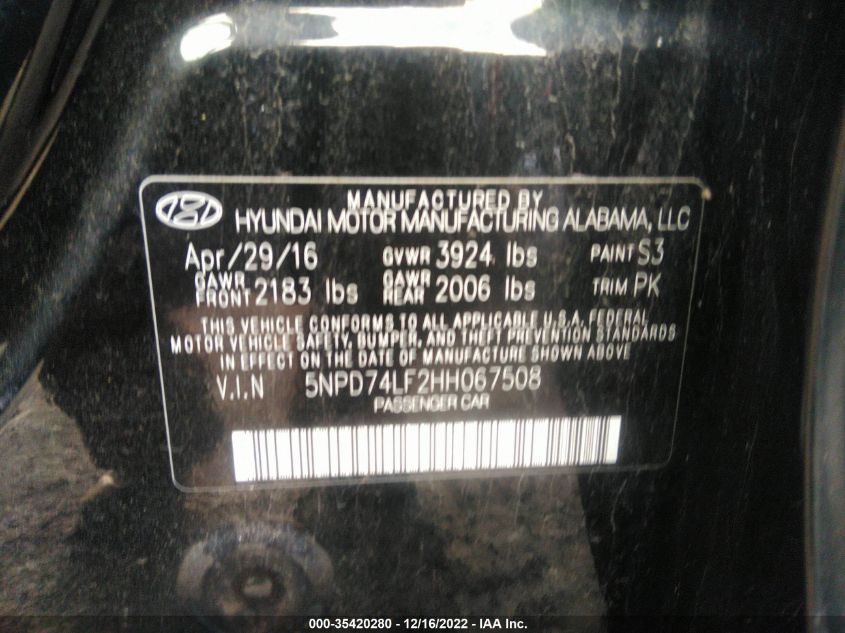 MANUFACTURED BY
HYUNDAI MOTOR MANUFACTURING ALABAMA, LLC
Apr/29/16 GVWR 3924 lbs PAINT S3
GAWR FRONT 2183 lbs GAWR REAR 2006 lbs TRIM PK
THIS VEHICLE CONFORMS TO ALL APPLICABLE U.S.A. FEDERAL
MOTOR VEHICLE SAFETY, BUMPER, AND THEFT PREVENTION STANDARDS
IN EFFECT ON THE DATE OF MANUFACTURE SHOWN ABOVE.
V.I.N 5NPD74LF2HH067508
PASSENGER CAR
000-35420280 - 12/16/2022 - IAA Inc.